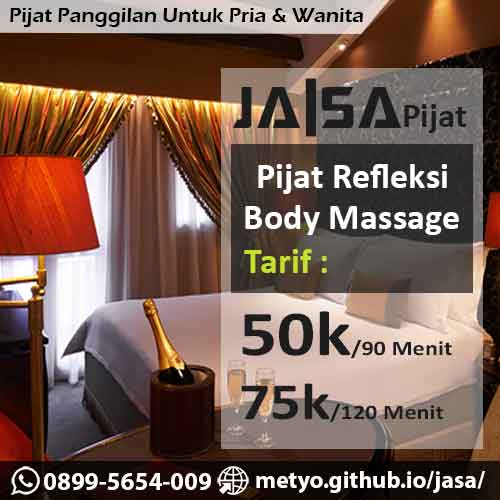 Pijat Panggilan Untuk Pria & Wanita
JASA Pijat
Pijat Refleksi
Body Massage
Tarif :
50k/90 Menit
75k/120 Menit
0899-5654-009 metyo.github.io/jasa/